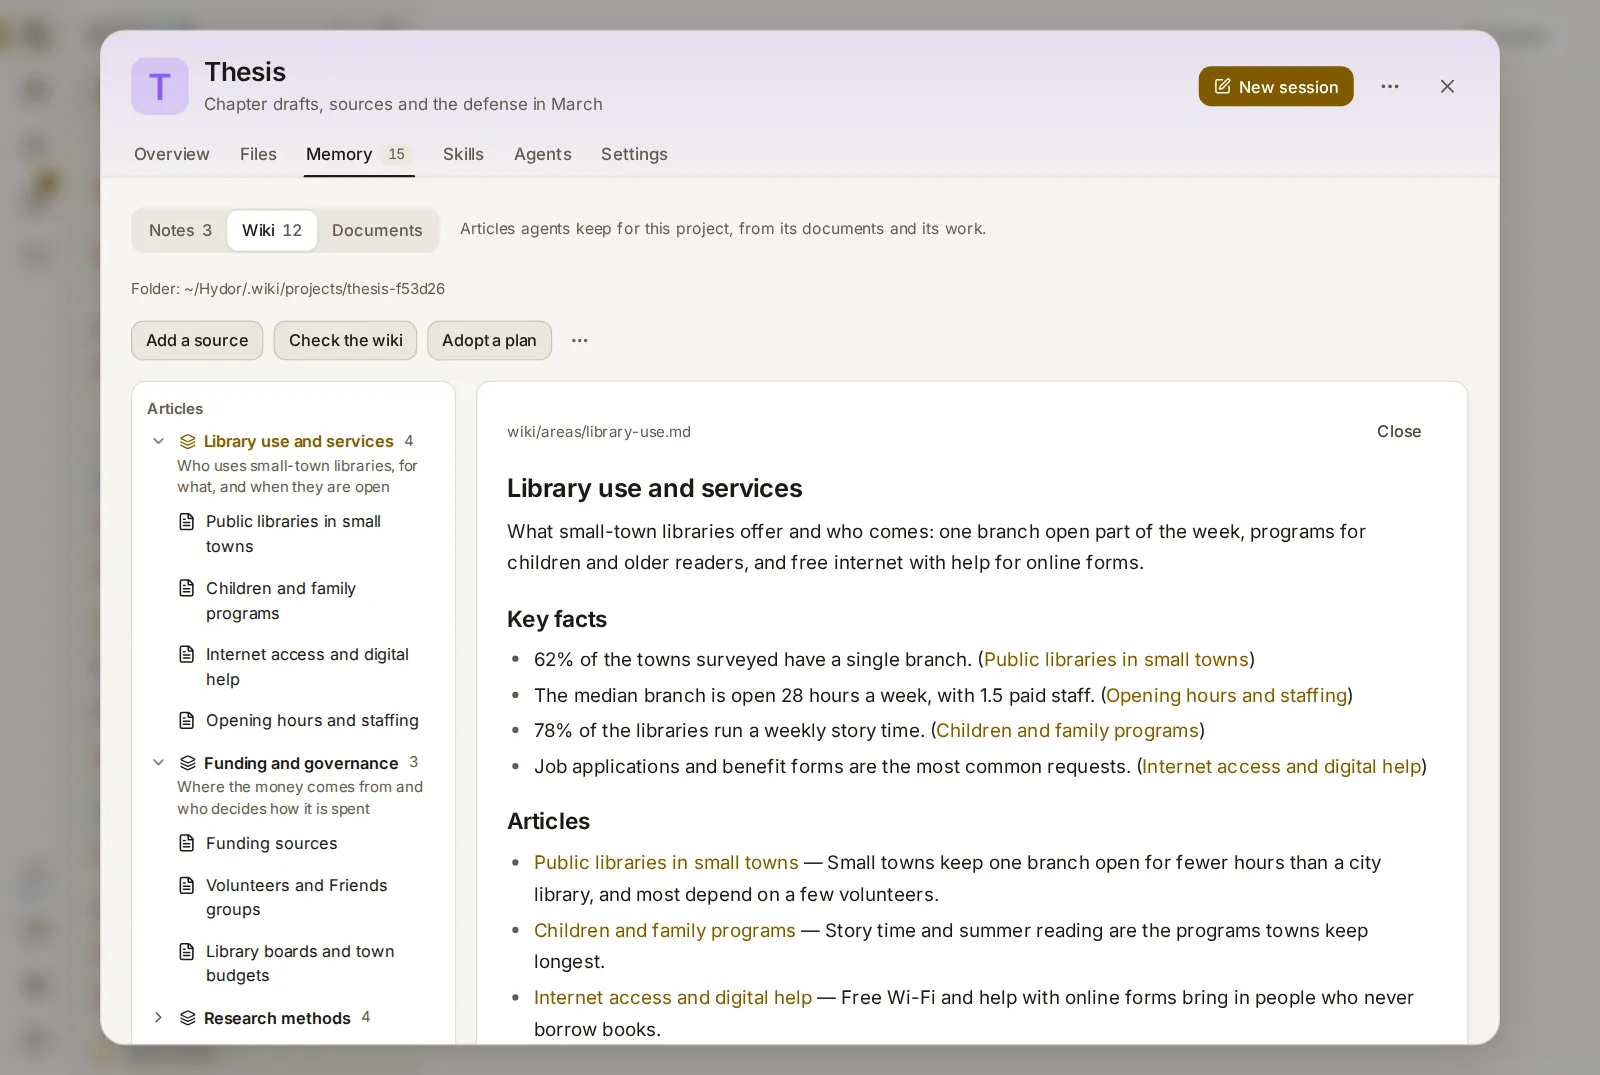 T
Thesis
Chapter drafts, sources and the defense in March
New session
Overview
Files
Memory 15
Skills
Agents
Settings
Notes 3
Wiki 12
Documents
Articles agents keep for this project, from its documents and its work.
Folder: ~/Hydor/.wiki/projects/thesis-f53d26
Add a source
Check the wiki
Adopt a plan
Articles
Library use and services 4
Who uses small-town libraries, for
what, and when they are open
Public libraries in small
towns
Children and family
programs
Internet access and digital
help
Opening hours and staffing
Funding and governance 3
Where the money comes from and
who decides how it is spent
Funding sources
Volunteers and Friends
groups
Library boards and town
budgets
Research methods 4
wiki/areas/library-use.md
Close
Library use and services
What small-town libraries offer and who comes: one branch open part of the week, programs for
children and older readers, and free internet with help for online forms.
Key facts
• 62% of the towns surveyed have a single branch. (Public libraries in small towns)
• The median branch is open 28 hours a week, with 1.5 paid staff. (Opening hours and staffing)
• 78% of the libraries run a weekly story time. (Children and family programs)
• Job applications and benefit forms are the most common requests. (Internet access and digital help)
Articles
• Public libraries in small towns — Small towns keep one branch open for fewer hours than a city
library, and most depend on a few volunteers.
• Children and family programs — Story time and summer reading are the programs towns keep
longest.
• Internet access and digital help — Free Wi-Fi and help with online forms bring in people who never
borrow books.